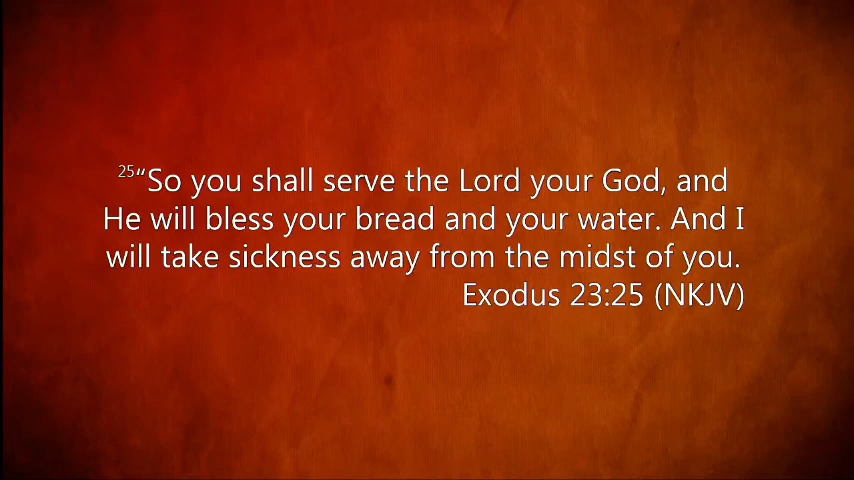 25“So you shall serve the Lord your God, and
He will bless your bread and your water. And I
will take sickness away from the midst of you.
Exodus 23:25 (NKJV)